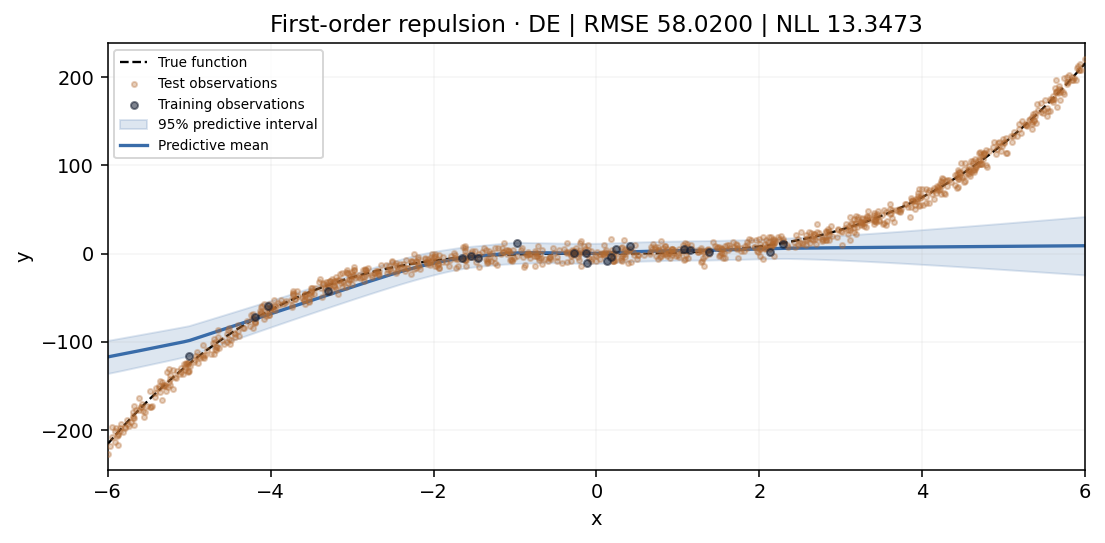 First-order repulsion · DE | RMSE 58.0200 | NLL 13.3473
True function
Test observations
Training observations
95% predictive interval
Predictive mean
y
200
100
0
−100
−200
−6
−4
−2
0
2
4
6
x